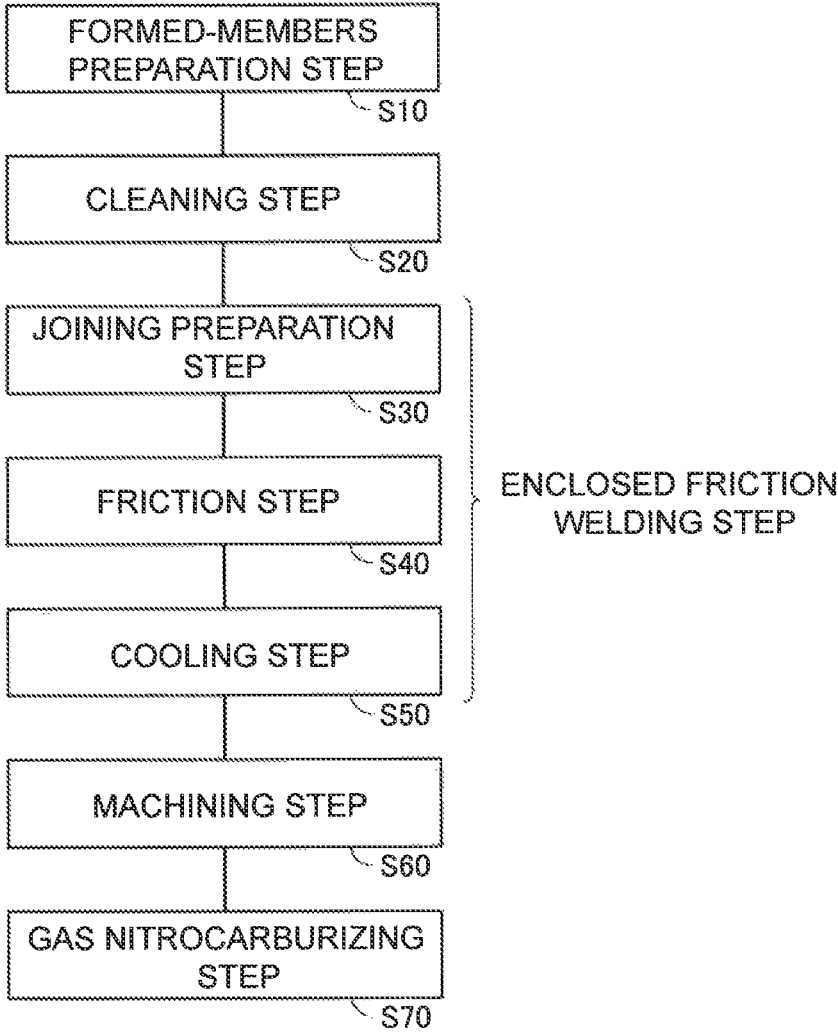 FORMED-MEMBERS
PREPARATION STEP
S10
CLEANING STEP
S20
JOINING PREPARATION
STEP
S30
FRICTION STEP
S40
COOLING STEP
S50
ENCLOSED FRICTION
WELDING STEP
MACHINING STEP
S60
GAS NITROCARBURIZING
STEP
S70